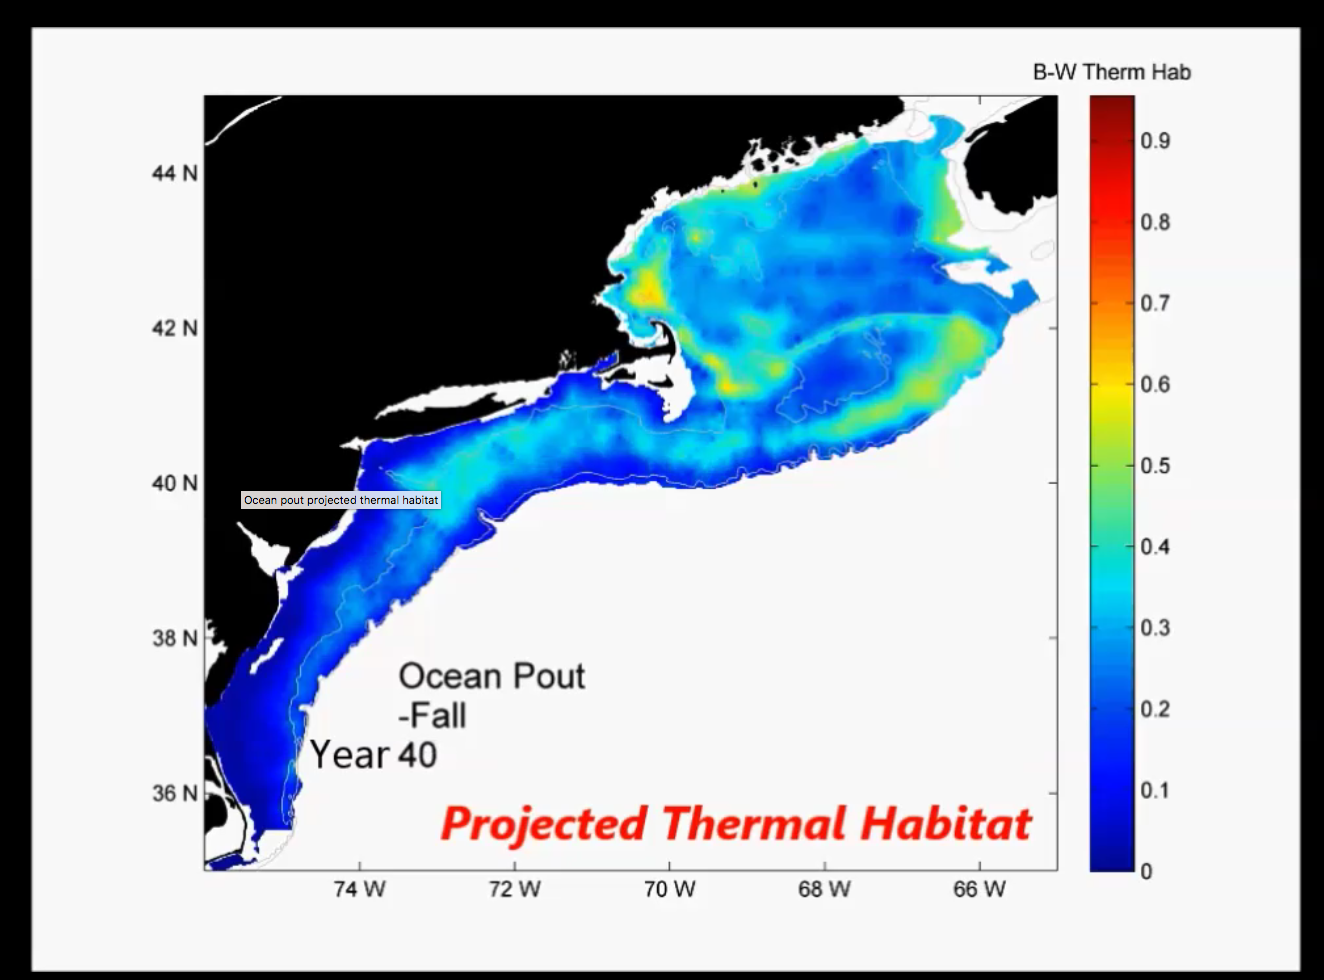 B-W Therm Hab
0.9
44 N
0.8
0.7
42 N
0.6
0.5
40 N
Ocean pout projected thermal habitat
0.4
0.3
38 N
Ocean Pout
-Fall
0.2
Year 40
36 N
0.1
Projected Thermal Habitat
0
74 W 72 W 70 W 68 W 66 W